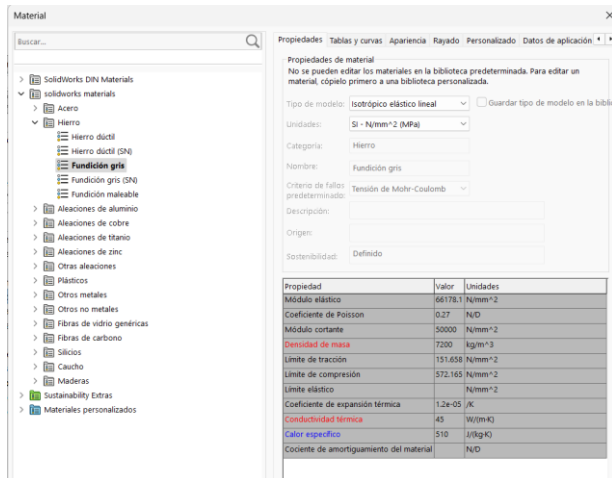 Material
Buscar...
SolidWorks DIN Materials
solidworks materials
Acero
Hierro
Hierro dúctil
Hierro dúctil (SN)
Fundición gris
Fundición gris (SN)
Fundición maleable
Aleaciones de aluminio
Aleaciones de cobre
Aleaciones de titanio
Aleaciones de zinc
Otras aleaciones
Plásticos
Otros metales
Otros no metales
Fibras de vidrio genéricas
Fibras de carbono
Silicios
Caucho
Maderas
Sustainability Extras
Materiales personalizados
Propiedades Tablas y curvas Apariencia Rayado Personalizado Datos de aplicación
Propiedades de material
No se pueden editar los materiales en la biblioteca predeterminada. Para editar un
material, cópielo primero a una biblioteca personalizada.
Tipo de modelo: Isotrópico elástico lineal Guardar tipo de modelo en la bibli
Unidades: SI - N/mm^2 (MPa)
Categoría: Hierro
Nombre: Fundición gris
Criterio de fallos
predeterminado: Tensión de Mohr-Coulomb
Descripción:
Origen:
Sostenibilidad: Definido
Propiedad Valor Unidades
Módulo elástico 66178.1 N/mm^2
Coeficiente de Poisson 0.27 N/D
Módulo cortante 50000 N/mm^2
Densidad de masa 7200 kg/m^3
Límite de tracción 151.658 N/mm^2
Límite de compresión 572.165 N/mm^2
Límite elástico N/mm^2
Coeficiente de expansión térmica 1.2e-05 /K
Conductividad térmica 45 W/(m·K)
Calor específico 510 J/(kg·K)
Cociente de amortiguamiento del material N/D